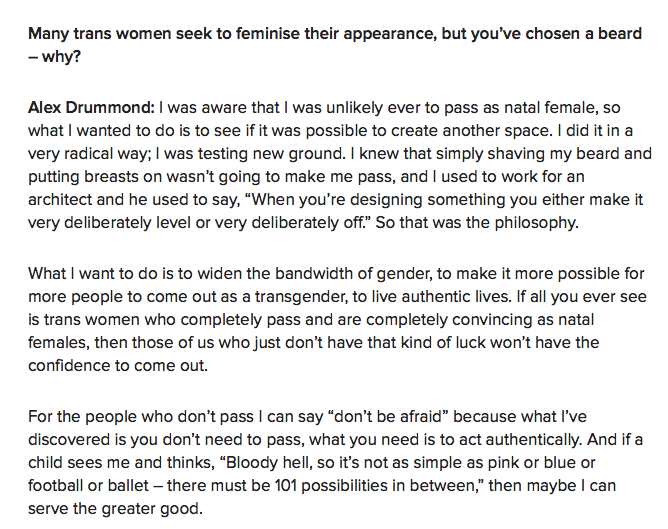 Many trans women seek to feminise their appearance, but you’ve chosen a beard
– why?
Alex Drummond: I was aware that I was unlikely ever to pass as natal female, so
what I wanted to do is to see if it was possible to create another space. I did it in a
very radical way; I was testing new ground. I knew that simply shaving my beard and
putting breasts on wasn’t going to make me pass, and I used to work for an
architect and he used to say, “When you’re designing something you either make it
very deliberately level or very deliberately off.” So that was the philosophy.
What I want to do is to widen the bandwidth of gender, to make it more possible for
more people to come out as a transgender, to live authentic lives. If all you ever see
is trans women who completely pass and are completely convincing as natal
females, then those of us who just don’t have that kind of luck won’t have the
confidence to come out.
For the people who don’t pass I can say “don’t be afraid” because what I’ve
discovered is you don’t need to pass, what you need is to act authentically. And if a
child sees me and thinks, “Bloody hell, so it’s not as simple as pink or blue or
football or ballet – there must be 101 possibilities in between,” then maybe I can
serve the greater good.